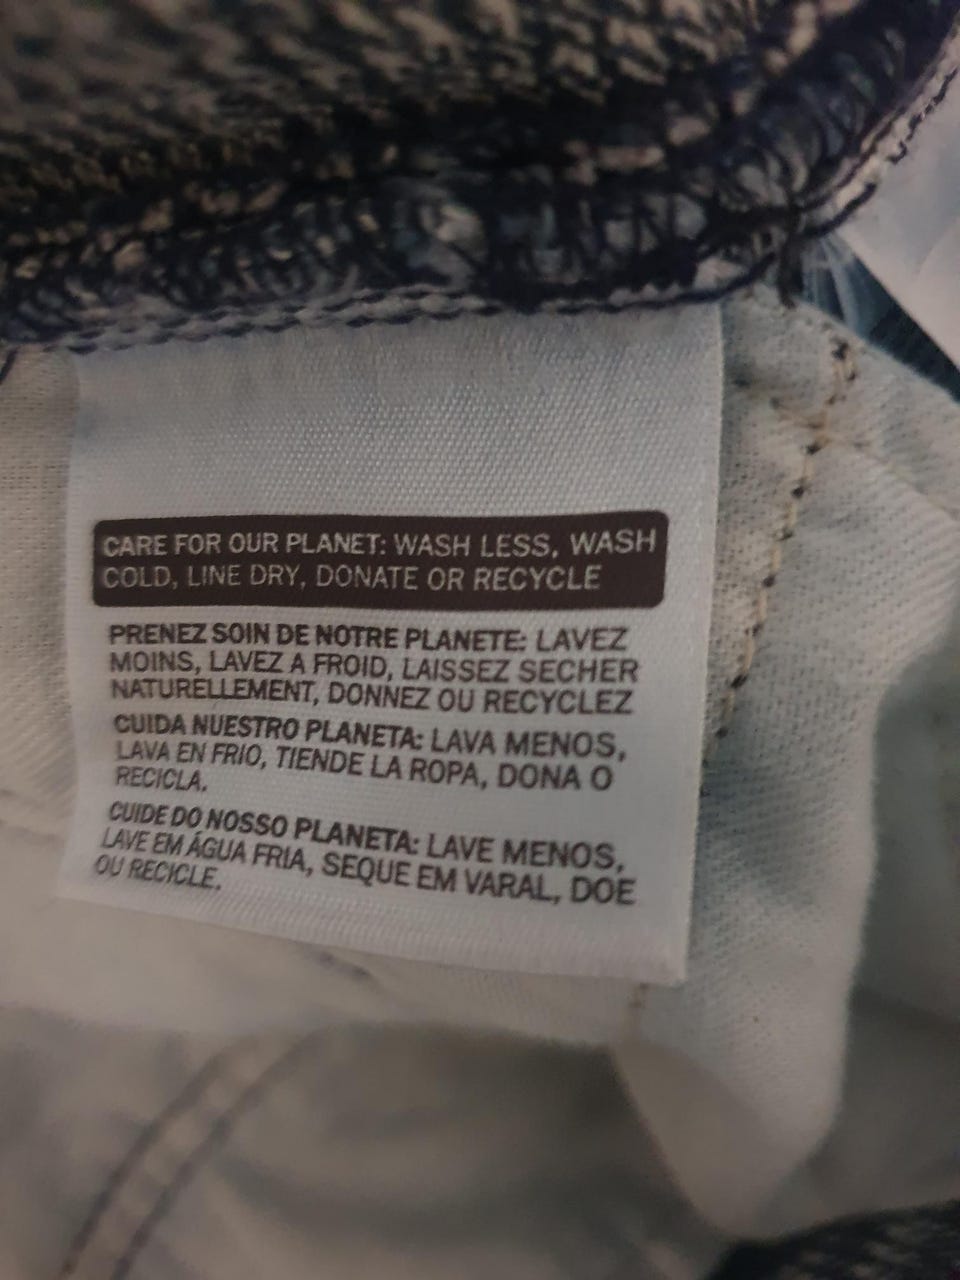 CARE FOR OUR PLANET: WASH LESS, WASH
COLD, LINE DRY, DONATE OR RECYCLE
PRENEZ SOIN DE NOTRE PLANETE: LAVEZ
MOINS, LAVEZ A FROID, LAISSEZ SECHER
NATURELLEMENT, DONNEZ OU RECYCLEZ
CUIDA NUESTRO PLANETA: LAVA MENOS,
LAVA EN FRIO, TIENDE LA ROPA, DONA O
RECICLA.
CUIDE DO NOSSO PLANETA: LAVE MENOS,
LAVE EM ÁGUA FRIA, SEQUE EM VARAL, DOE
OU RECICLE.